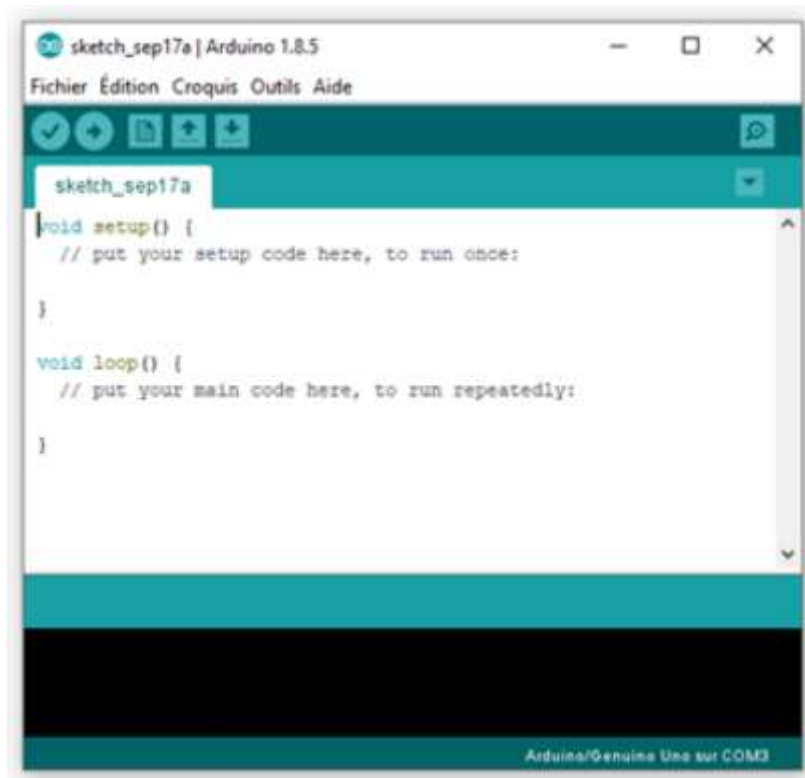 sketch_sep17a | Arduino 1.8.5
Fichier Édition Croquis Outils Aide
sketch_sep17a
void setup() {
// put your setup code here, to run once:
}
void loop() {
// put your main code here, to run repeatedly:
}
Arduino/Genuino Uno sur COM3